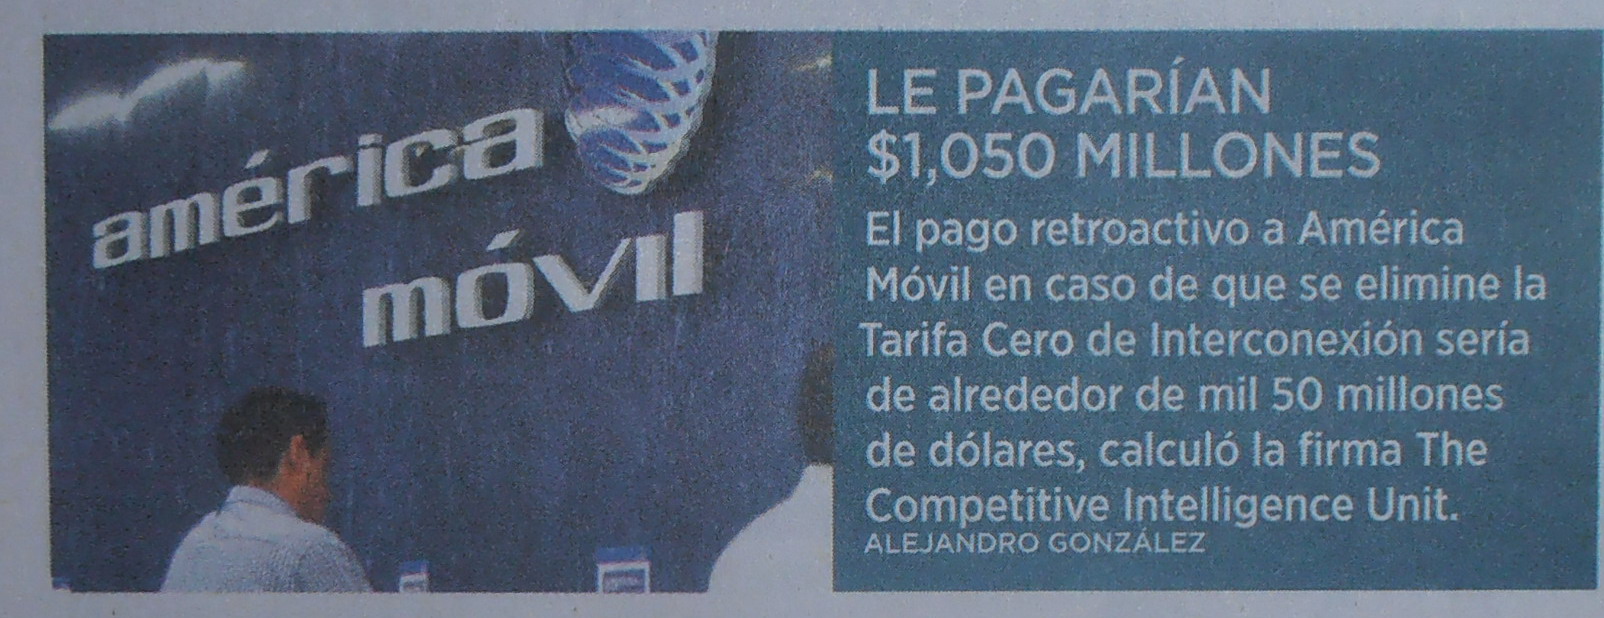 américa
móvil
LE PAGARÍAN
$1,050 MILLONES
El pago retroactivo a América
Móvil en caso de que se elimine la
Tarifa Cero de Interconexión sería
de alrededor de mil 50 millones
de dólares, calculó la firma The
Competitive Intelligence Unit.
ALEJANDRO GONZÁLEZ